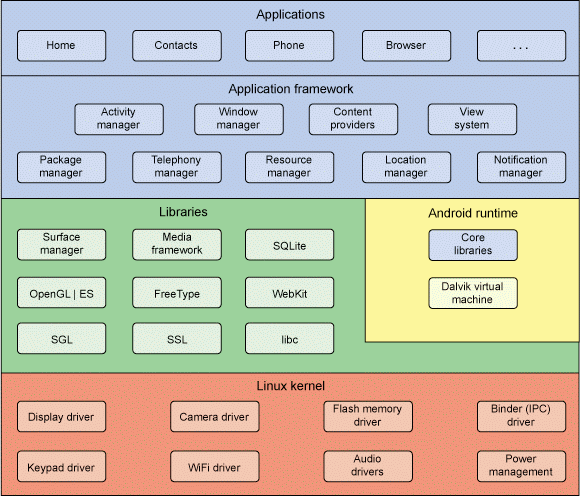 Applications
Home
Contacts
Phone
Browser
. . .
Application framework
Activity
manager
Window
manager
Content
providers
View
system
Package
manager
Telephony
manager
Resource
manager
Location
manager
Notification
manager
Libraries
Surface
manager
Media
framework
SQLite
OpenGL | ES
FreeType
WebKit
SGL
SSL
libc
Android runtime
Core
libraries
Dalvik virtual
machine
Linux kernel
Display driver
Camera driver
Flash memory
driver
Binder (IPC)
driver
Keypad driver
WiFi driver
Audio
drivers
Power
management